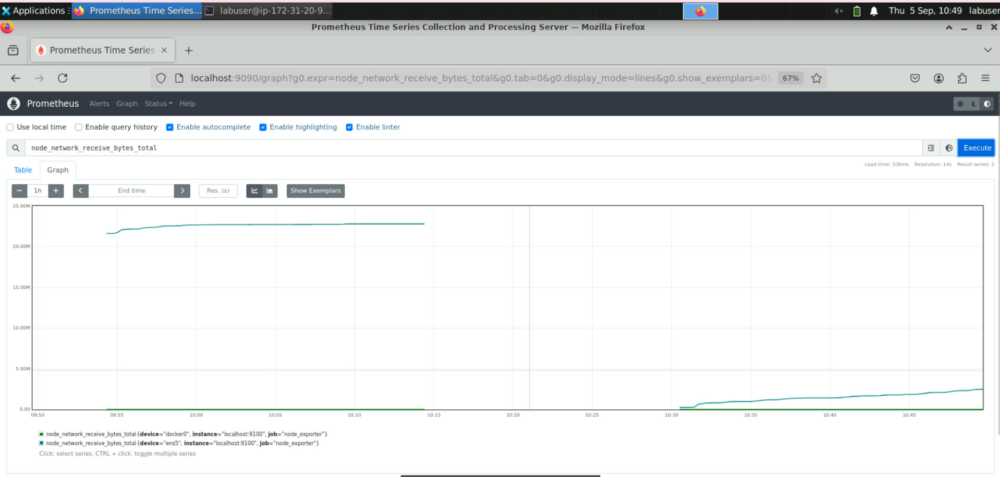 Applications Prometheus Time Series... labuser@ip-172-31-20-9... Thu 5 Sep, 10:49 labuser
Prometheus Time Series Collection and Processing Server — Mozilla Firefox
Prometheus Time Series
localhost:9090/graph?g0.expr=node_network_receive_bytes_total&g0.tab=0&g0.display_mode=lines&g0.show_exemplars=0& 67%
Prometheus Alerts Graph Status Help
Use local time Enable query history Enable autocomplete Enable highlighting Enable linter
node_network_receive_bytes_total Execute
Table Graph Load time: 106ms Resolution: 14s Result series: 2
− 1h + End time Res. (s) Show Exemplars
25.00M
20.00M
15.00M
10.00M
5.00M
0.00
09:50 09:55 10:00 10:05 10:10 10:15 10:20 10:25 10:30 10:35 10:40 10:45
node_network_receive_bytes_total{device="docker0", instance="localhost:9100", job="node_exporter"}
node_network_receive_bytes_total{device="ens5", instance="localhost:9100", job="node_exporter"}
Click: select series, CTRL + click: toggle multiple series